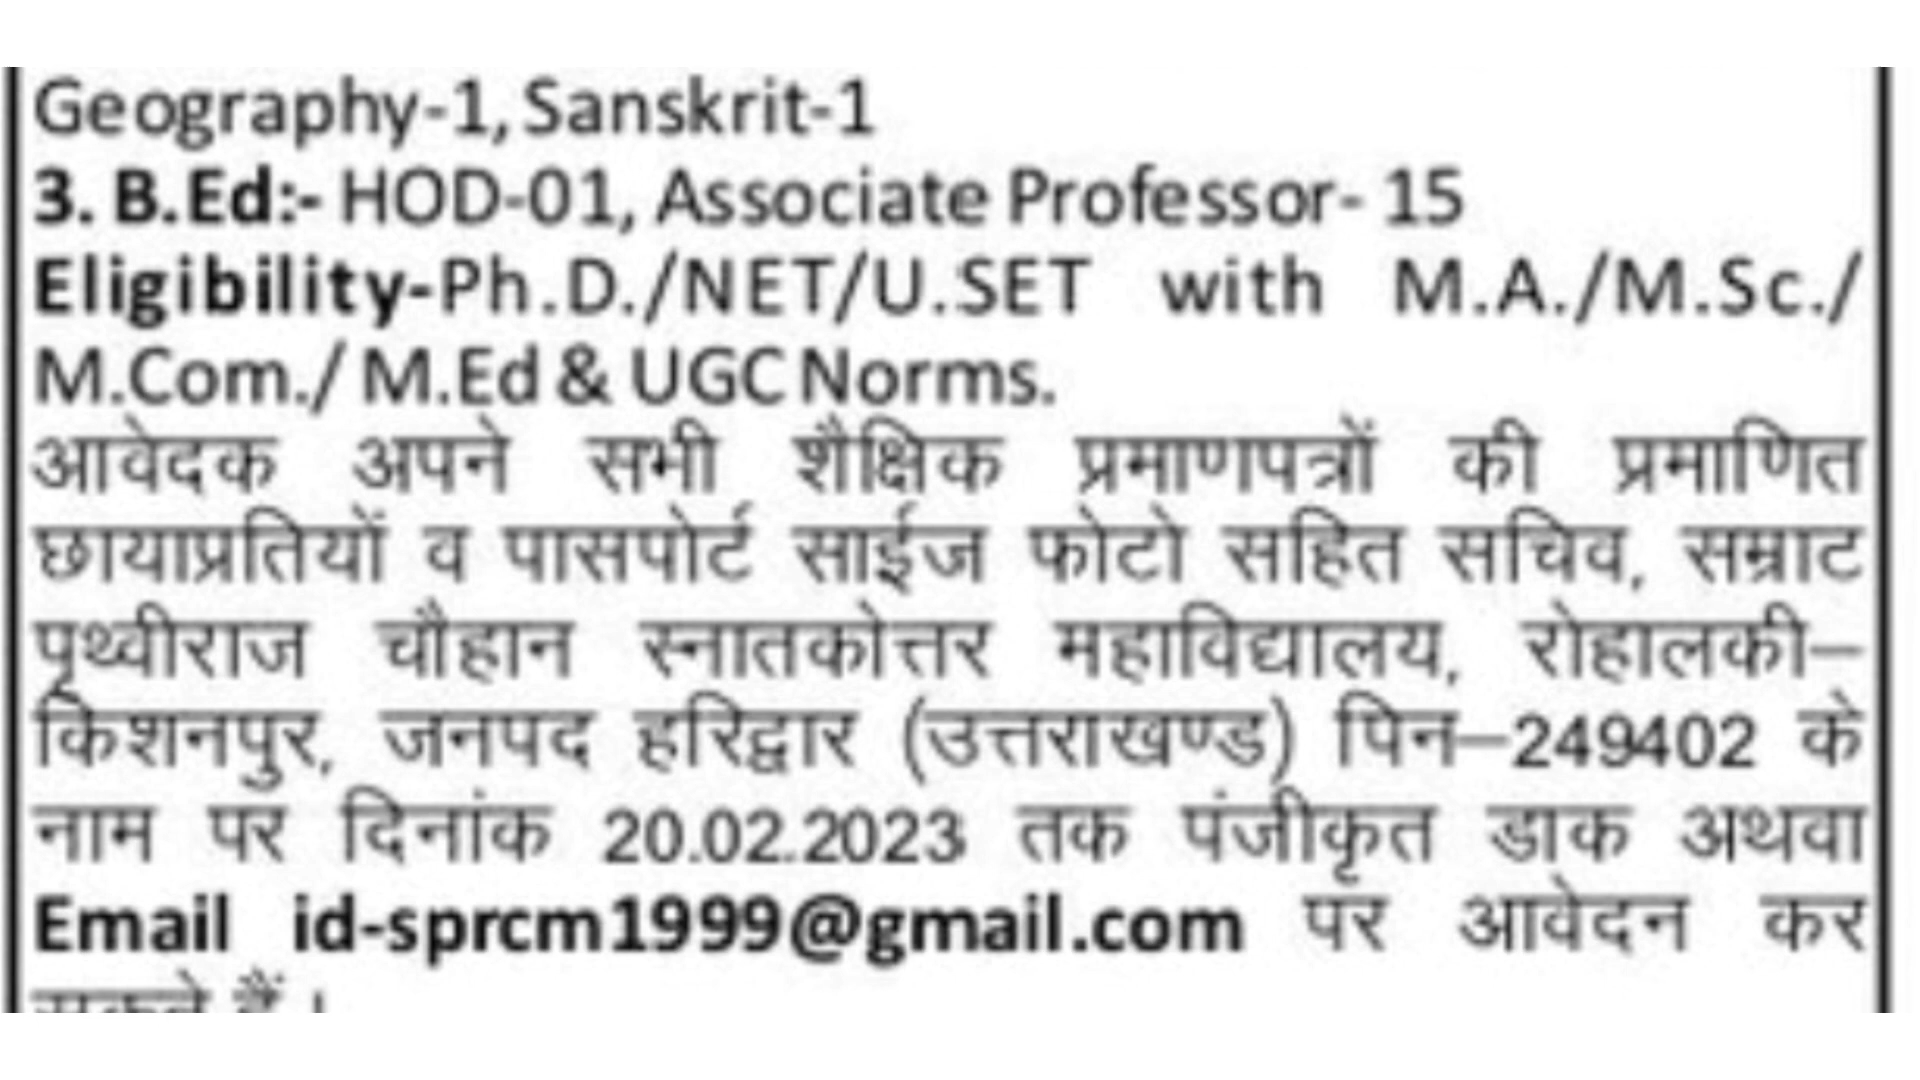 Geography-1, Sanskrit-1
3. B.Ed:- HOD-01, Associate Professor- 15
Eligibility-Ph.D./NET/U.SET with M.A./M.Sc./
M.Com./ M.Ed & UGC Norms.
आवेदक अपने सभी शैक्षिक प्रमाणपत्रों की प्रमाणित
छायाप्रतियों व पासपोर्ट साईज फोटो सहित सचिव, सम्राट
पृथ्वीराज चौहान स्नातकोत्तर महाविद्यालय, रोहालकी–
किशनपुर, जनपद हरिद्वार (उत्तराखण्ड) पिन–249402 के
नाम पर दिनांक 20.02.2023 तक पंजीकृत डाक अथवा
Email id-sprcm1999@gmail.com पर आवेदन कर
सकते हैं।